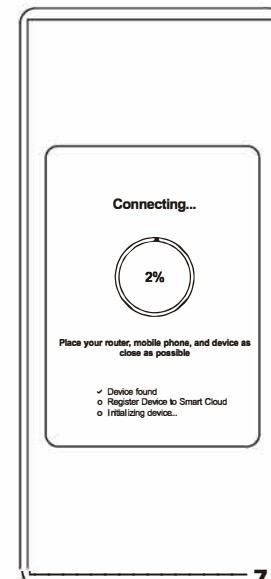 Connecting...
2%
Place your router, mobile phone, and device as
close as possible
✓ Device found
o Register Device to Smart Cloud
o Initializing device...
7